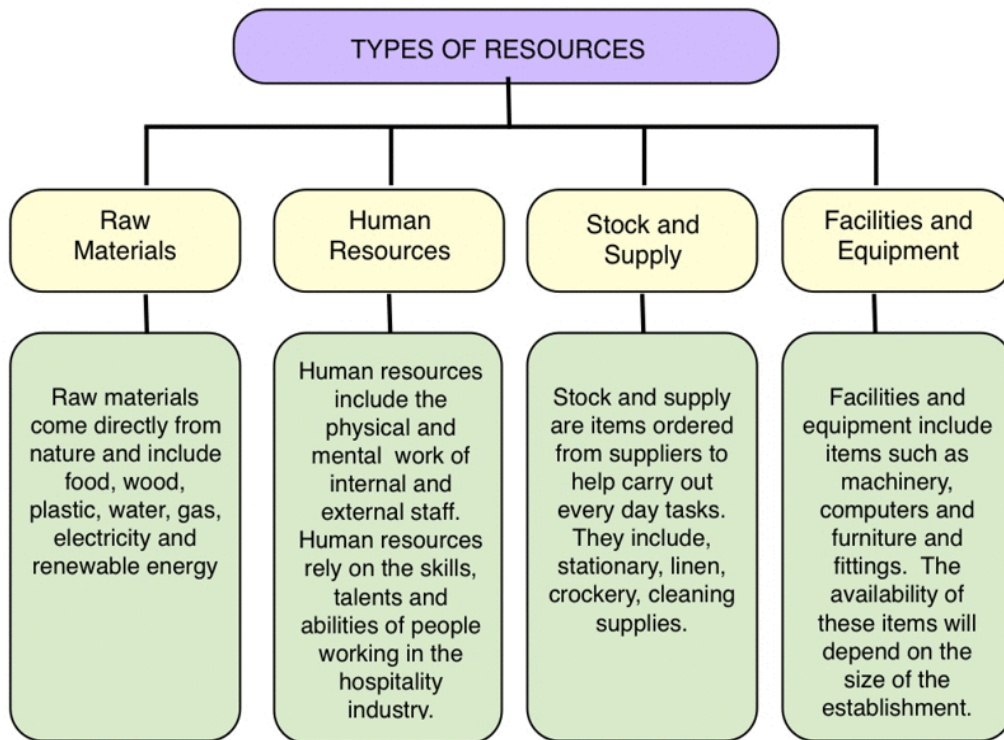 TYPES OF RESOURCES
Raw
Materials
Human
Resources
Stock and
Supply
Facilities and
Equipment
Raw materials
come directly from
nature and include
food, wood,
plastic, water, gas,
electricity and
renewable energy
Human resources
include the
physical and
mental work of
internal and
external staff.
Human resources
rely on the skills,
talents and
abilities of people
working in the
hospitality
industry.
Stock and supply
are items ordered
from suppliers to
help carry out
every day tasks.
They include,
stationary, linen,
crockery, cleaning
supplies.
Facilities and
equipment include
items such as
machinery,
computers and
furniture and
fittings. The
availability of
these items will
depend on the
size of the
establishment.